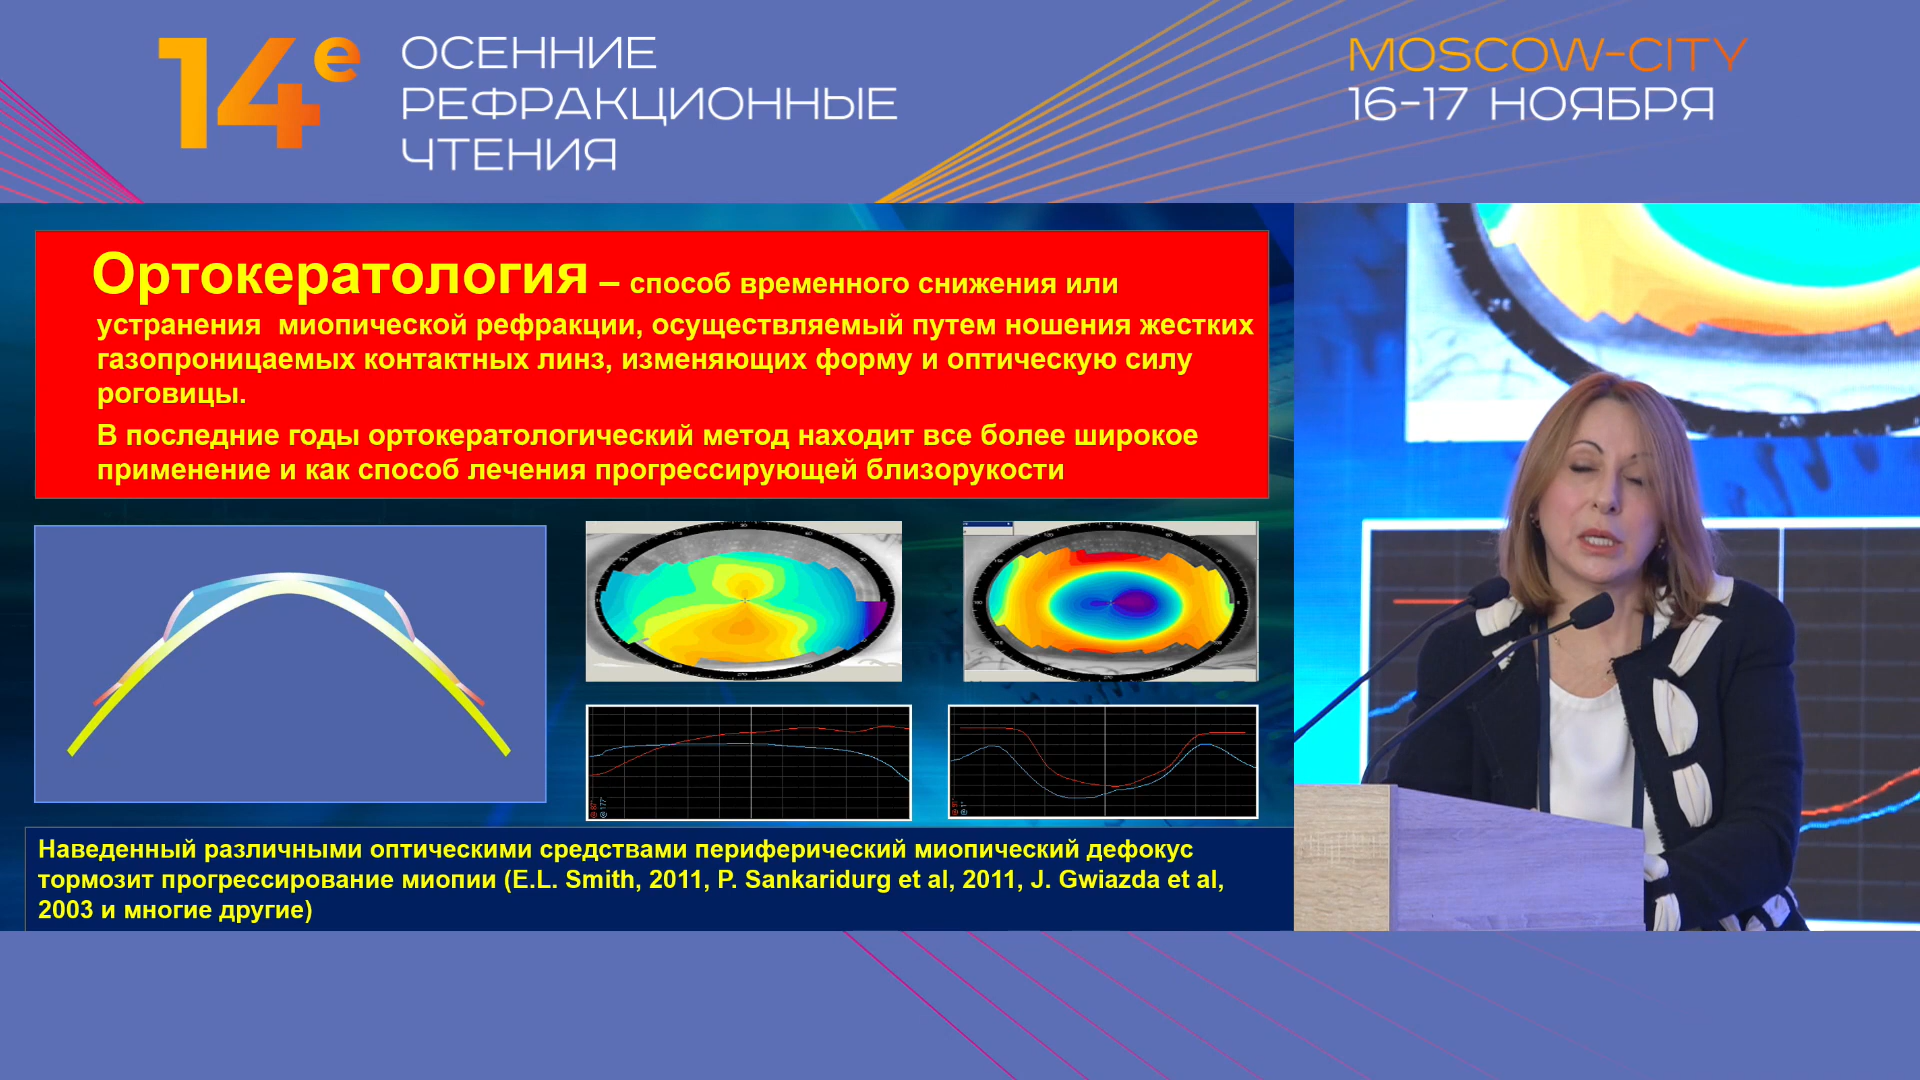 14е
ОСЕННИЕ
РЕФРАКЦИОННЫЕ
ЧТЕНИЯ
MOSCOW-CITY
16-17 НОЯБРЯ
Ортокератология – способ временного снижения или
устранения миопической рефракции, осуществляемый путем ношения жестких
газопроницаемых контактных линз, изменяющих форму и оптическую силу
роговицы.
В последние годы ортокератологический метод находит все более широкое
применение и как способ лечения прогрессирующей близорукости
Наведенный различными оптическими средствами периферический миопический дефокус
тормозит прогрессирование миопии (E.L. Smith, 2011, P. Sankaridurg et al, 2011, J. Gwiazda et al,
2003 и многие другие)